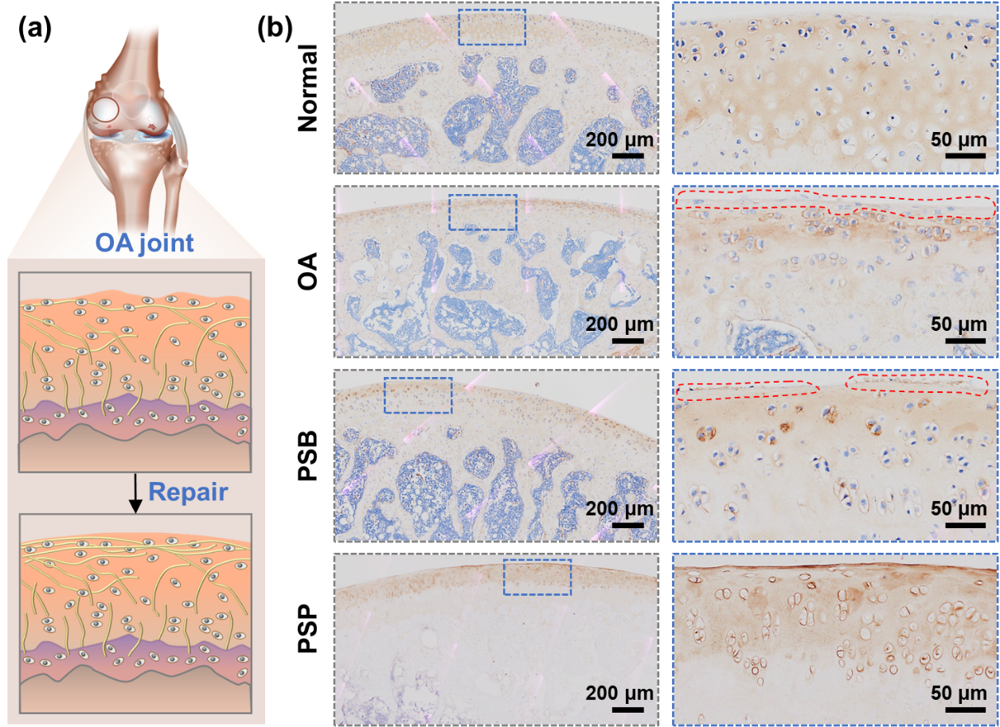 (a)
OA joint
Repair
(b)
Normal
200 µm
50 µm
OA
200 µm
50 µm
PSB
200 µm
50 µm
PSP
200 µm
50 µm